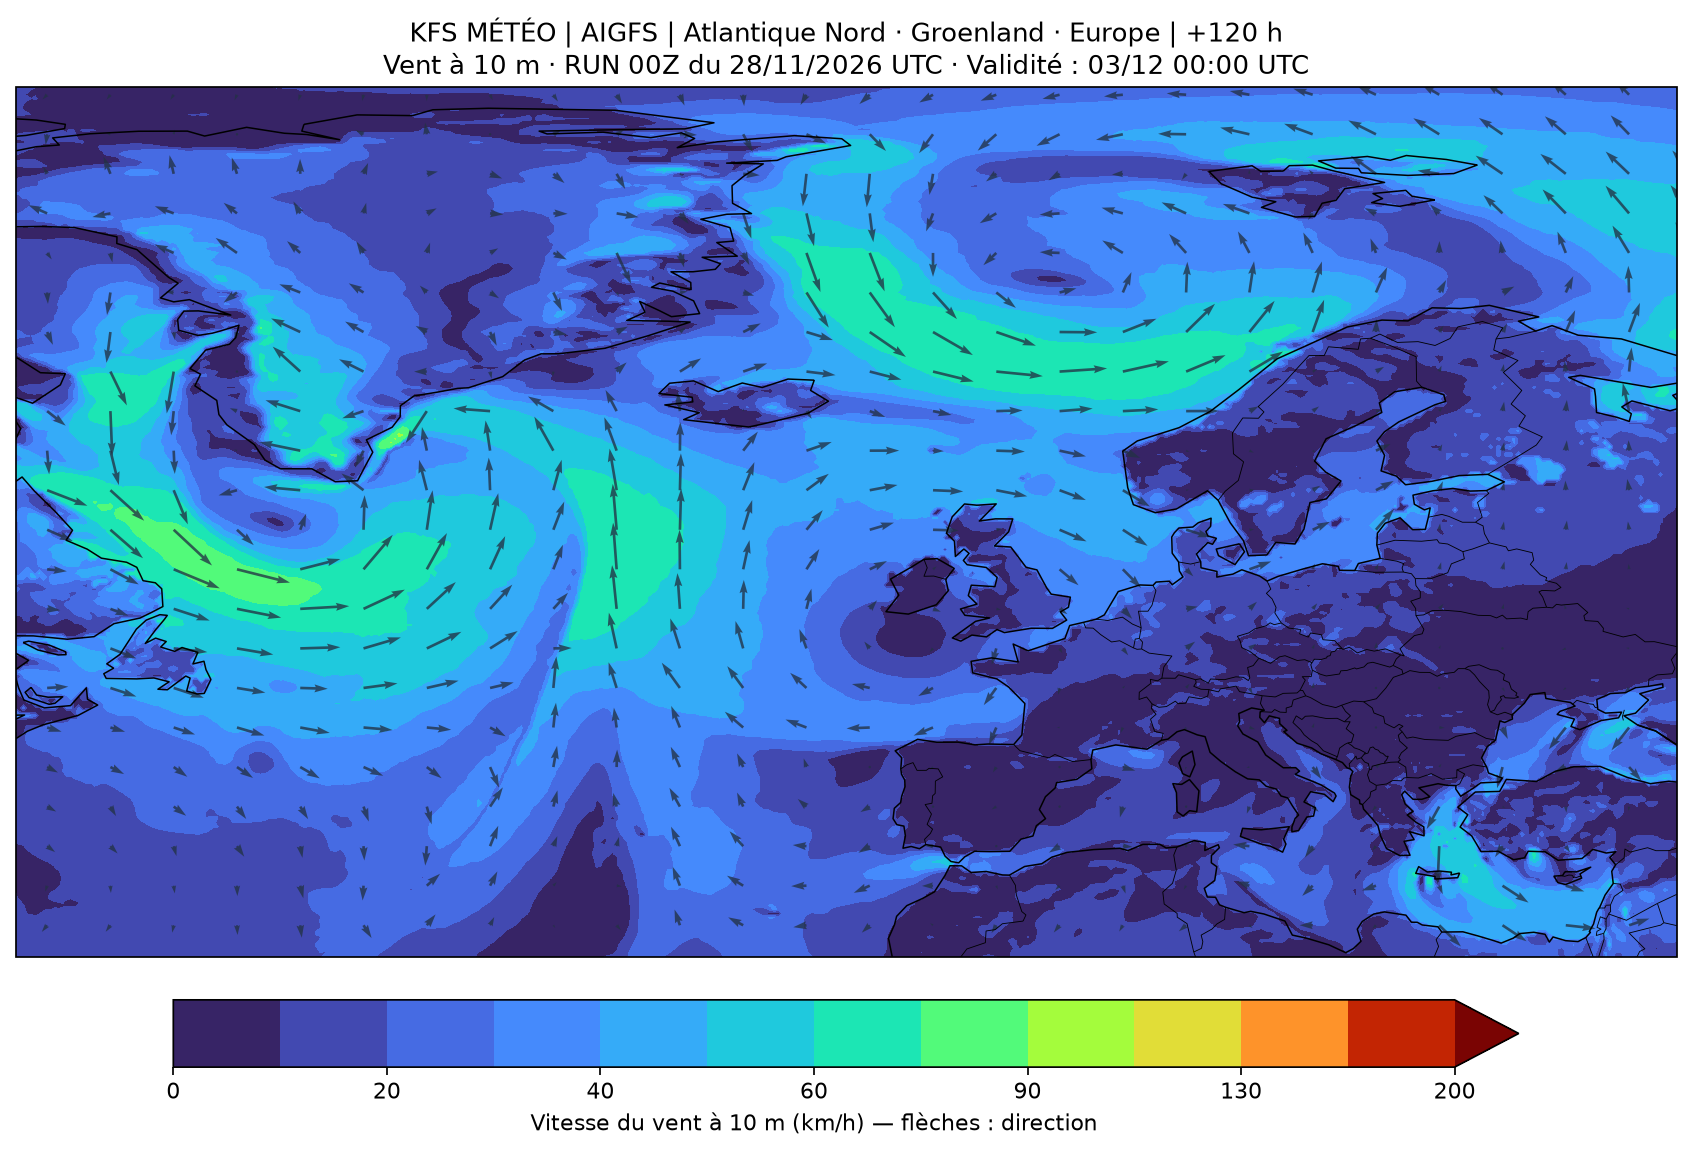 KFS MÉTÉO | AIGFS | Atlantique Nord · Groenland · Europe | +120 h
Vent à 10 m · RUN 00Z du 28/11/2026 UTC · Validité : 03/12 00:00 UTC
0 20 40 60 90 130 200
Vitesse du vent à 10 m (km/h) — flèches : direction